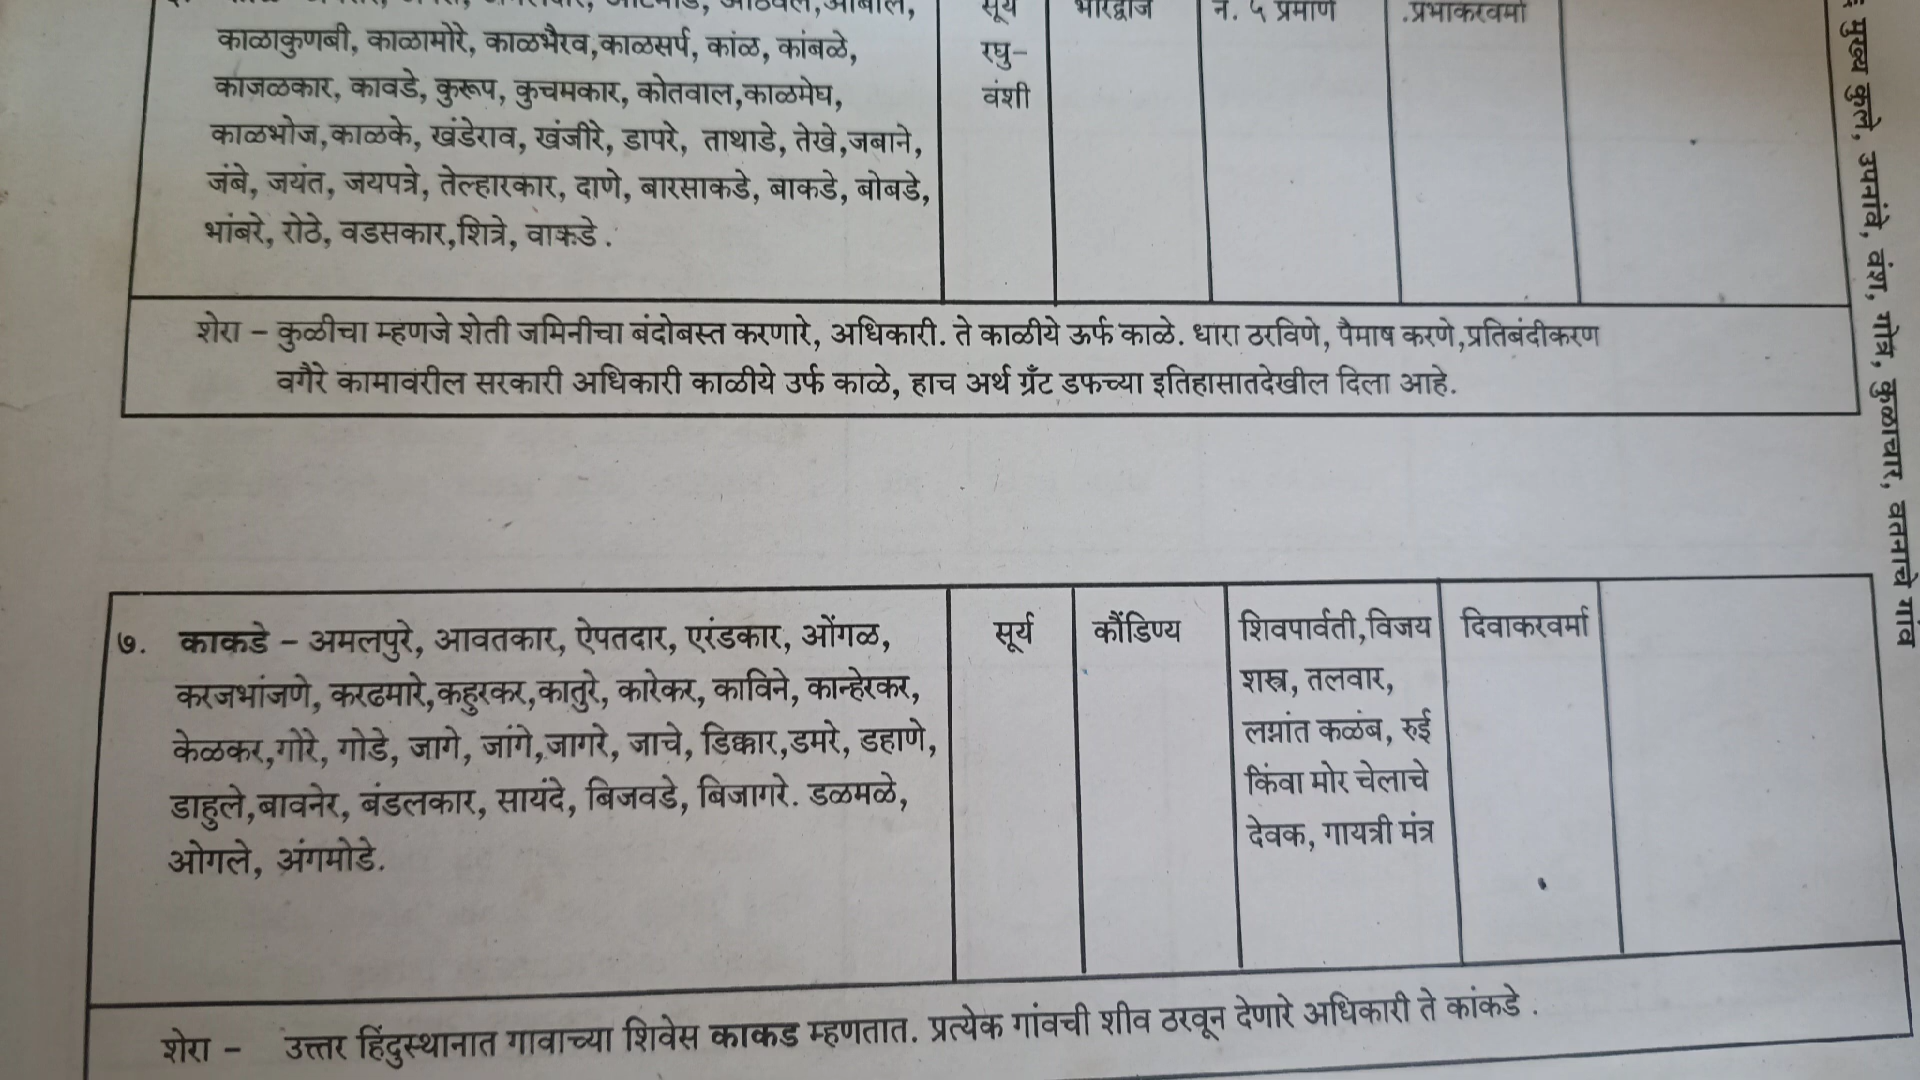 काळाकुणबी, काळामोरे, काळभैरव, काळसर्प, कांळ, कांबळे,
काजळकार, कावडे, कुरूप, कुचमकार, कोतवाल, काळमेघ,
काळभोज, काळके, खंडेराव, खंजीरे, डापरे, ताथाडे, तेखे, जबाने,
जंबे, जयंत, जयपत्रे, तेल्हारकार, दाणे, बारसाकडे, बाकडे, बोबडे,
भांबरे, रोठे, वडसकार, शित्रे, वाकडे.
सूर्य
रघु-
वंशी
भारद्वाज
नं. ५ प्रमाणे
प्रभाकरवर्मा
शेरा - कुळीचा म्हणजे शेती जमिनीचा बंदोबस्त करणारे, अधिकारी. ते काळीये ऊर्फ काळे. धारा ठरविणे, पैमाष करणे, प्रतिबंदीकरण
वगैरे कामावरील सरकारी अधिकारी काळीये उर्फ काळे, हाच अर्थ ग्रँट डफच्या इतिहासातदेखील दिला आहे.
७. काकडे - अमलपुरे, आवतकार, ऐपतदार, एरंडकार, ओंगळ,
करजभांजणे, करढमारे, कहुरकर, कातुरे, कारेकर, काविने, कान्हेरकर,
केळकर, गोरे, गोडे, जागे, जांगे, जागरे, जाचे, डिक्कार, डमरे, डहाणे,
डाहुले, बावनेर, बंडलकार, सायंदे, बिजवडे, बिजागरे. डळमळे,
ओगले, अंगमोडे.
सूर्य
कौंडिण्य
शिवपार्वती, विजय
शस्त्र, तलवार,
लग्नांत कळंब, रुई
किंवा मोर चेलाचे
देवक, गायत्री मंत्र
दिवाकरवर्मा
शेरा - उत्तर हिंदुस्थानात गावाच्या शिवेस काकड म्हणतात. प्रत्येक गांवची शीव ठरवून देणारे अधिकारी ते कांकडे.
मुख्य कुले, उपनांवे, वंश, गोत्र, कुळाचार, वतनाचे गांव